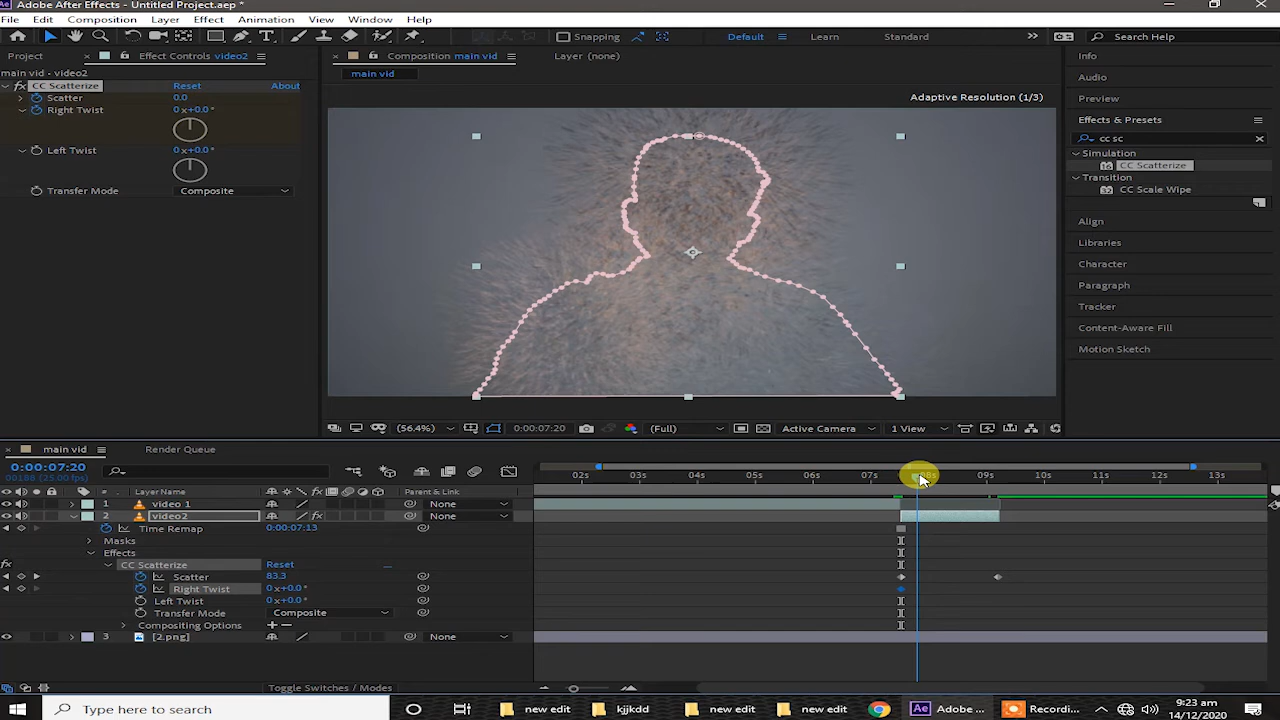 Adobe After Effects - Untitled Project.aep *
File Edit Composition Layer Effect Animation View Window Help
Snapping Default Learn Standard Search Help
Project Effect Controls video2 Composition main vid Layer (none) Info
main vid • video2 main vid Audio
fx CC Scatterize Reset About
Scatter 0.0 Adaptive Resolution (1/3) Preview
Right Twist 0 x+0.0 °
Effects & Presets
cc sc
Left Twist 0 x+0.0 ° Simulation
CC Scatterize
Transition
Transfer Mode Composite CC Scale Wipe
Align
Libraries
Character
Paragraph
Tracker
Content-Aware Fill
Motion Sketch
(56.4%) 0:00:07:20 (Full) Active Camera 1 View
main vid Render Queue
0:00:07:20
00188 (25.00 fps)
02s 03s 04s 05s 06s 07s 08s 09s 10s 11s 12s 13s
# Layer Name fx Parent & Link
1 video 1 None
2 video2 fx None
Time Remap 0:00:07:13
Masks
Effects
fx CC Scatterize Reset
Scatter 83.3
Right Twist 0 x+0.0 °
Left Twist 0 x+0.0 °
Transfer Mode Composite
Compositing Options + −
3 [2.png] None
Toggle Switches / Modes
Type here to search new edit kjjkdd new edit new edit Ae Adobe ... Recordi... 9:23 am
14/12/2020